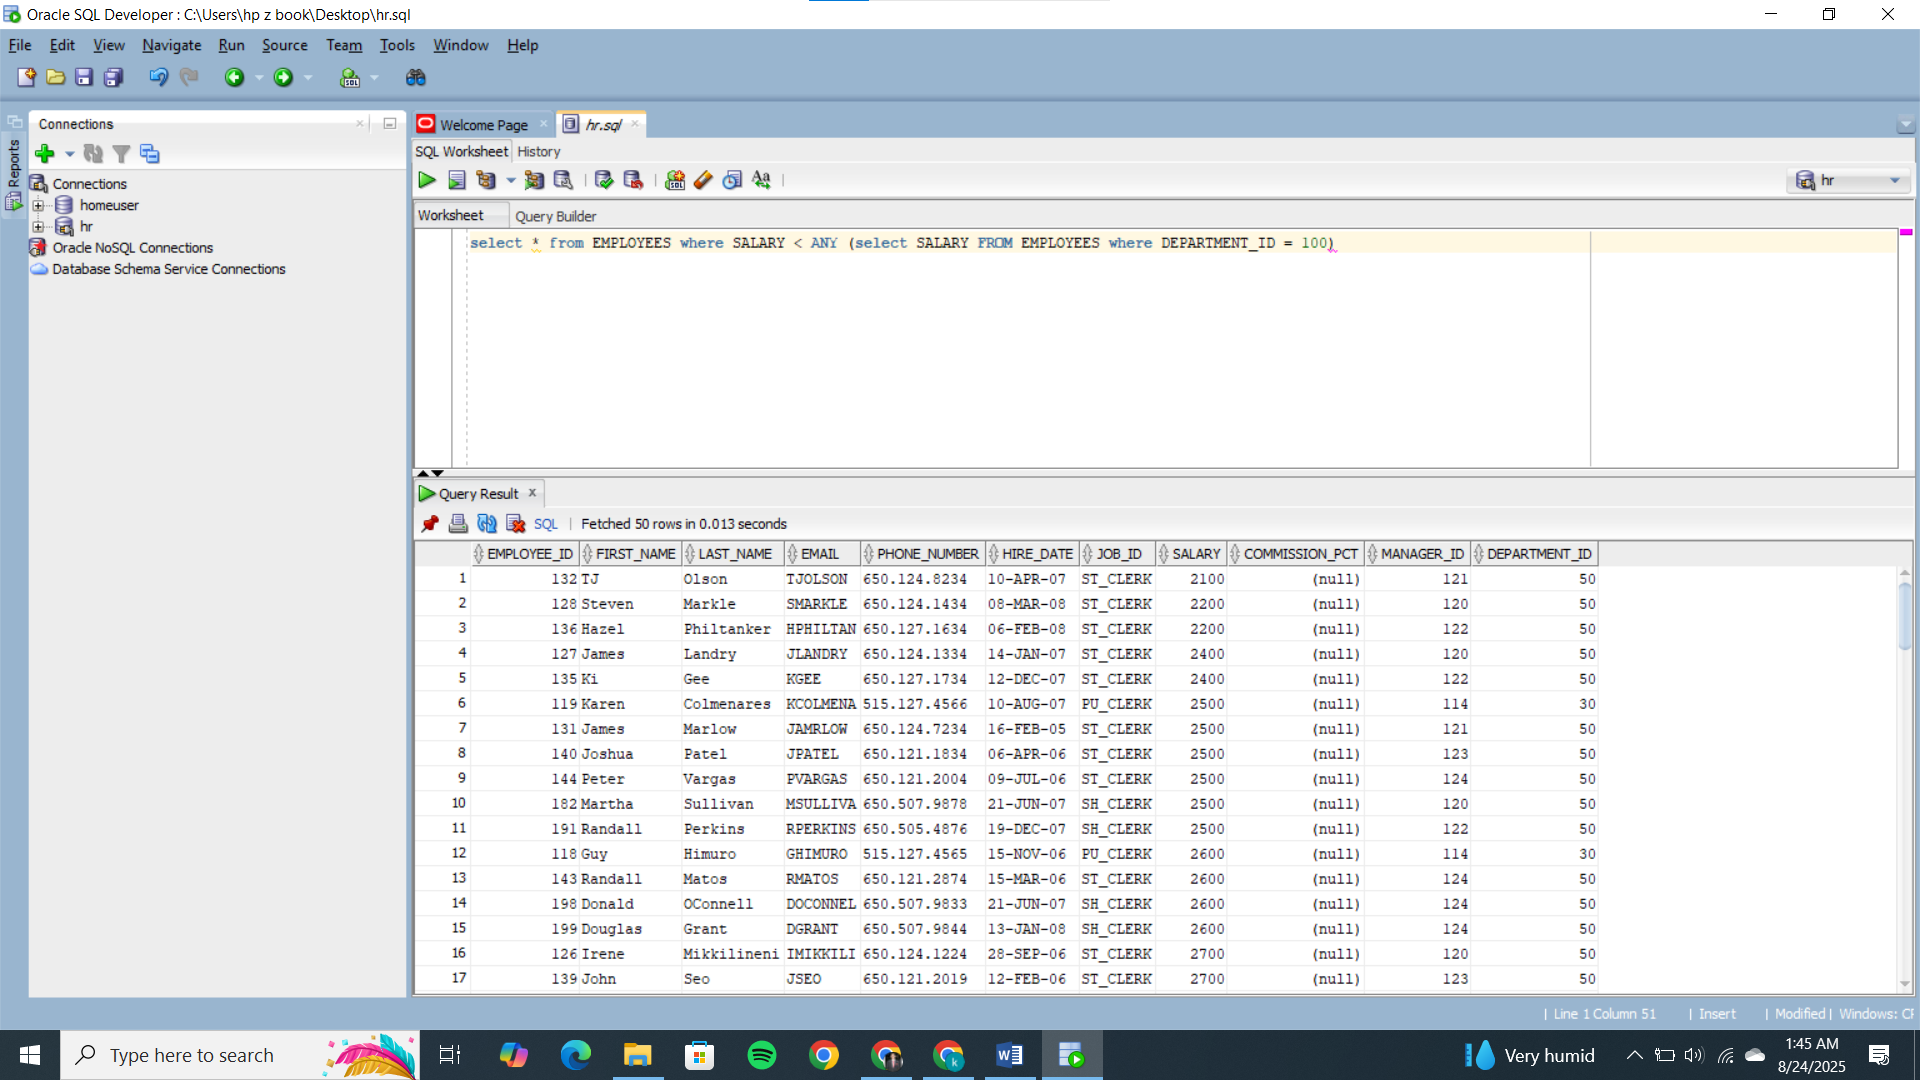 Oracle SQL Developer : C:\Users\hp z book\Desktop\hr.sql
File Edit View Navigate Run Source Team Tools Window Help
Connections
Reports
Connections
homeuser
hr
Oracle NoSQL Connections
Database Schema Service Connections
Welcome Page hr.sql
SQL Worksheet History
hr
Worksheet Query Builder
select * from EMPLOYEES where SALARY < ANY (select SALARY FROM EMPLOYEES where DEPARTMENT_ID = 100)
Query Result
SQL | Fetched 50 rows in 0.013 seconds
EMPLOYEE_ID FIRST_NAME LAST_NAME EMAIL PHONE_NUMBER HIRE_DATE JOB_ID SALARY COMMISSION_PCT MANAGER_ID DEPARTMENT_ID
1 132 TJ Olson TJOLSON 650.124.8234 10-APR-07 ST_CLERK 2100 (null) 121 50
2 128 Steven Markle SMARKLE 650.124.1434 08-MAR-08 ST_CLERK 2200 (null) 120 50
3 136 Hazel Philtanker HPHILTAN 650.127.1634 06-FEB-08 ST_CLERK 2200 (null) 122 50
4 127 James Landry JLANDRY 650.124.1334 14-JAN-07 ST_CLERK 2400 (null) 120 50
5 135 Ki Gee KGEE 650.127.1734 12-DEC-07 ST_CLERK 2400 (null) 122 50
6 119 Karen Colmenares KCOLMENA 515.127.4566 10-AUG-07 PU_CLERK 2500 (null) 114 30
7 131 James Marlow JAMRLOW 650.124.7234 16-FEB-05 ST_CLERK 2500 (null) 121 50
8 140 Joshua Patel JPATEL 650.121.1834 06-APR-06 ST_CLERK 2500 (null) 123 50
9 144 Peter Vargas PVARGAS 650.121.2004 09-JUL-06 ST_CLERK 2500 (null) 124 50
10 182 Martha Sullivan MSULLIVA 650.507.9878 21-JUN-07 SH_CLERK 2500 (null) 120 50
11 191 Randall Perkins RPERKINS 650.505.4876 19-DEC-07 SH_CLERK 2500 (null) 122 50
12 118 Guy Himuro GHIMURO 515.127.4565 15-NOV-06 PU_CLERK 2600 (null) 114 30
13 143 Randall Matos RMATOS 650.121.2874 15-MAR-06 ST_CLERK 2600 (null) 124 50
14 198 Donald OConnell DOCONNEL 650.507.9833 21-JUN-07 SH_CLERK 2600 (null) 124 50
15 199 Douglas Grant DGRANT 650.507.9844 13-JAN-08 SH_CLERK 2600 (null) 124 50
16 126 Irene Mikkilineni IMIKKILI 650.124.1224 28-SEP-06 ST_CLERK 2700 (null) 120 50
17 139 John Seo JSEO 650.121.2019 12-FEB-06 ST_CLERK 2700 (null) 123 50
| Line 1 Column 51 | Insert | Modified | Windows: CF
Type here to search
Very humid
1:45 AM
8/24/2025